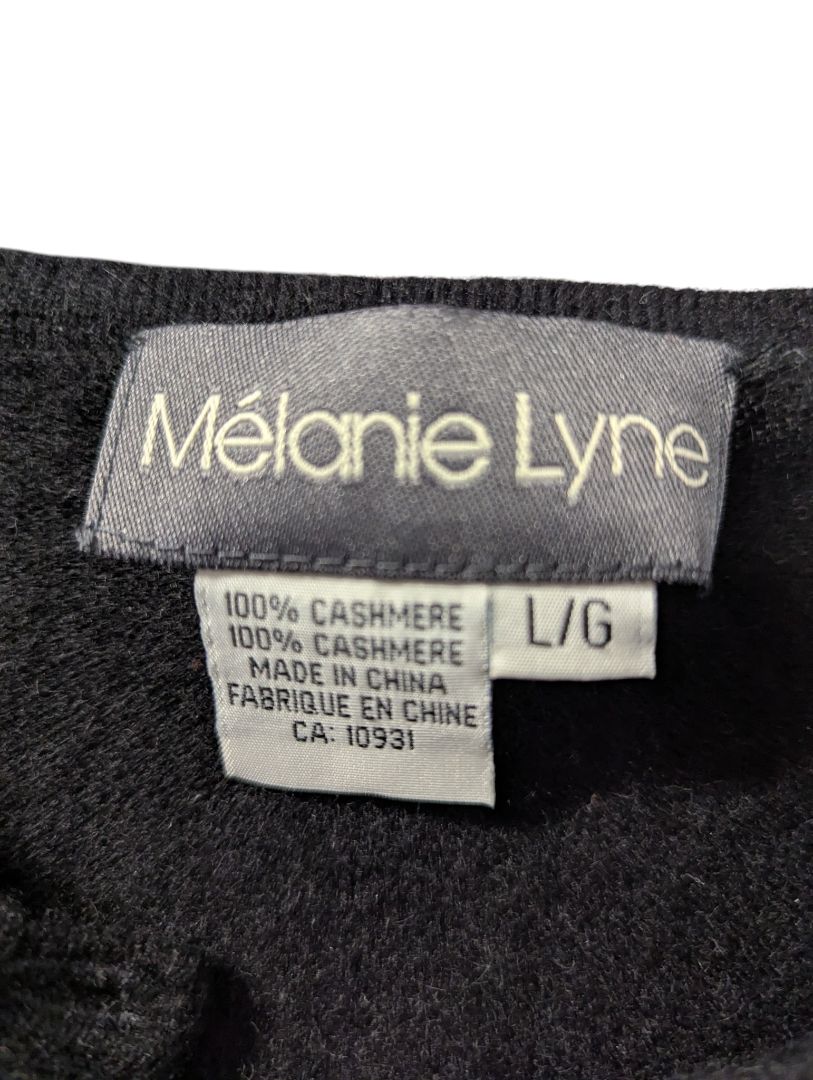 Mélanie Lyne
100% CASHMERE
100% CASHMERE
MADE IN CHINA
FABRIQUE EN CHINE
CA: 10931
L/G